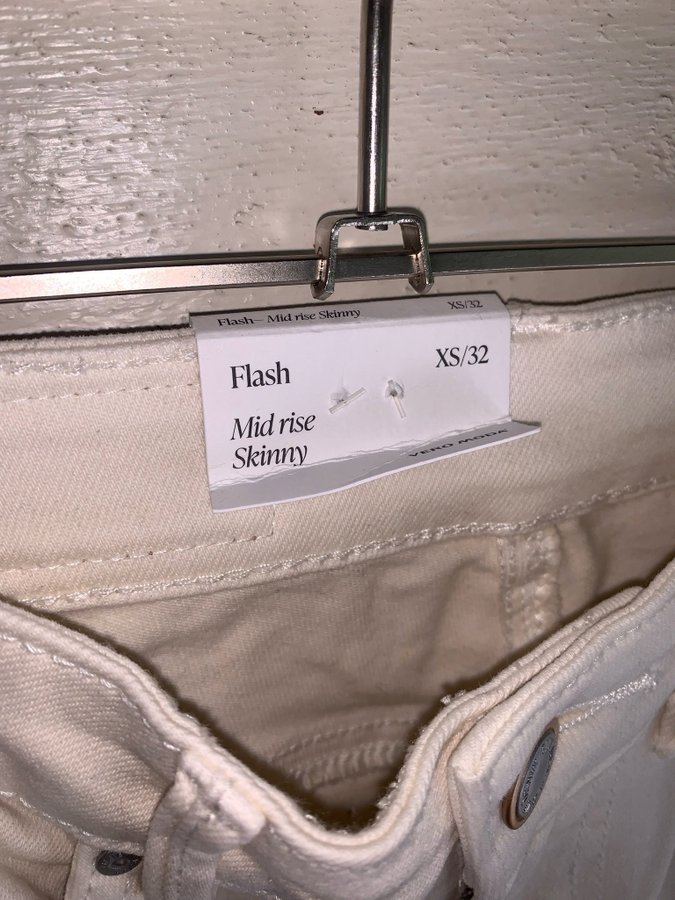 Flash– Mid rise Skinny
XS/32
Flash
XS/32
Mid rise
Skinny
VERO MODA